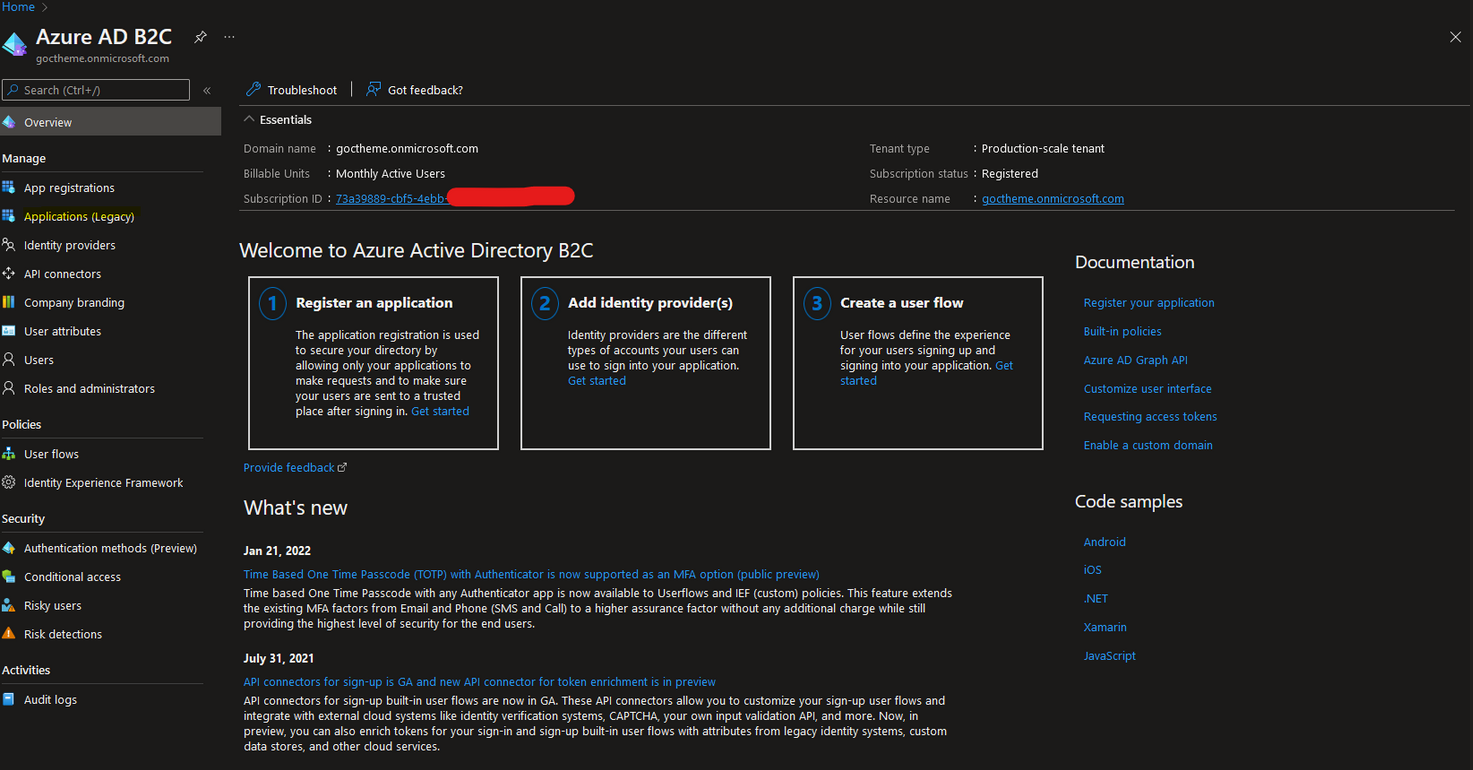 Home >
Azure AD B2C
goctheme.onmicrosoft.com
Search (Ctrl+/)
Overview
Manage
App registrations
Applications (Legacy)
Identity providers
API connectors
Company branding
User attributes
Users
Roles and administrators
Policies
User flows
Identity Experience Framework
Security
Authentication methods (Preview)
Conditional access
Risky users
Risk detections
Activities
Audit logs
Troubleshoot
Got feedback?
Essentials
Domain name : goctheme.onmicrosoft.com
Billable Units : Monthly Active Users
Subscription ID : 73a39889-cbf5-4ebb-
Tenant type : Production-scale tenant
Subscription status : Registered
Resource name : goctheme.onmicrosoft.com
Welcome to Azure Active Directory B2C
1 Register an application
The application registration is used
to secure your directory by
allowing only your applications to
make requests and to make sure
your users are sent to a trusted
place after signing in. Get started
2 Add identity provider(s)
Identity providers are the different
types of accounts your users can
use to sign into your application.
Get started
3 Create a user flow
User flows define the experience
for your users signing up and
signing into your application. Get
started
Provide feedback
What's new
Jan 21, 2022
Time Based One Time Passcode (TOTP) with Authenticator is now supported as an MFA option (public preview)
Time based One Time Passcode with any Authenticator app is now available to Userflows and IEF (custom) policies. This feature extends
the existing MFA factors from Email and Phone (SMS and Call) to a higher assurance factor without any additional charge while still
providing the highest level of security for the end users.
July 31, 2021
API connectors for sign-up is GA and new API connector for token enrichment is in preview
API connectors for sign-up built-in user flows are now in GA. These API connectors allow you to customize your sign-up user flows and
integrate with external cloud systems like identity verification systems, CAPTCHA, your own input validation API, and more. Now, in
preview, you can also enrich tokens for your sign-in and sign-up built-in user flows with attributes from legacy identity systems, custom
data stores, and other cloud services.
Documentation
Register your application
Built-in policies
Azure AD Graph API
Customize user interface
Requesting access tokens
Enable a custom domain
Code samples
Android
iOS
.NET
Xamarin
JavaScript